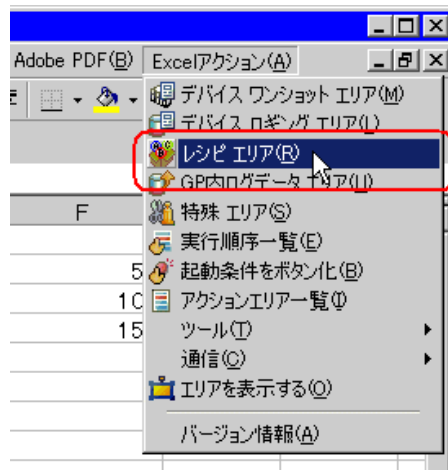 Adobe PDF(B) Excelアクション(A)
デバイス ワンショット エリア(M)
デバイス ロギング エリア(L)
レシピ エリア(R)
GP内ログデータ エリア(U)
F
特殊 エリア(S)
実行順序一覧(E)
5
起動条件をボタン化(B)
10
アクションエリア一覧(I)
15
ツール(T)
通信(C)
エリアを表示する(O)
バージョン情報(A)